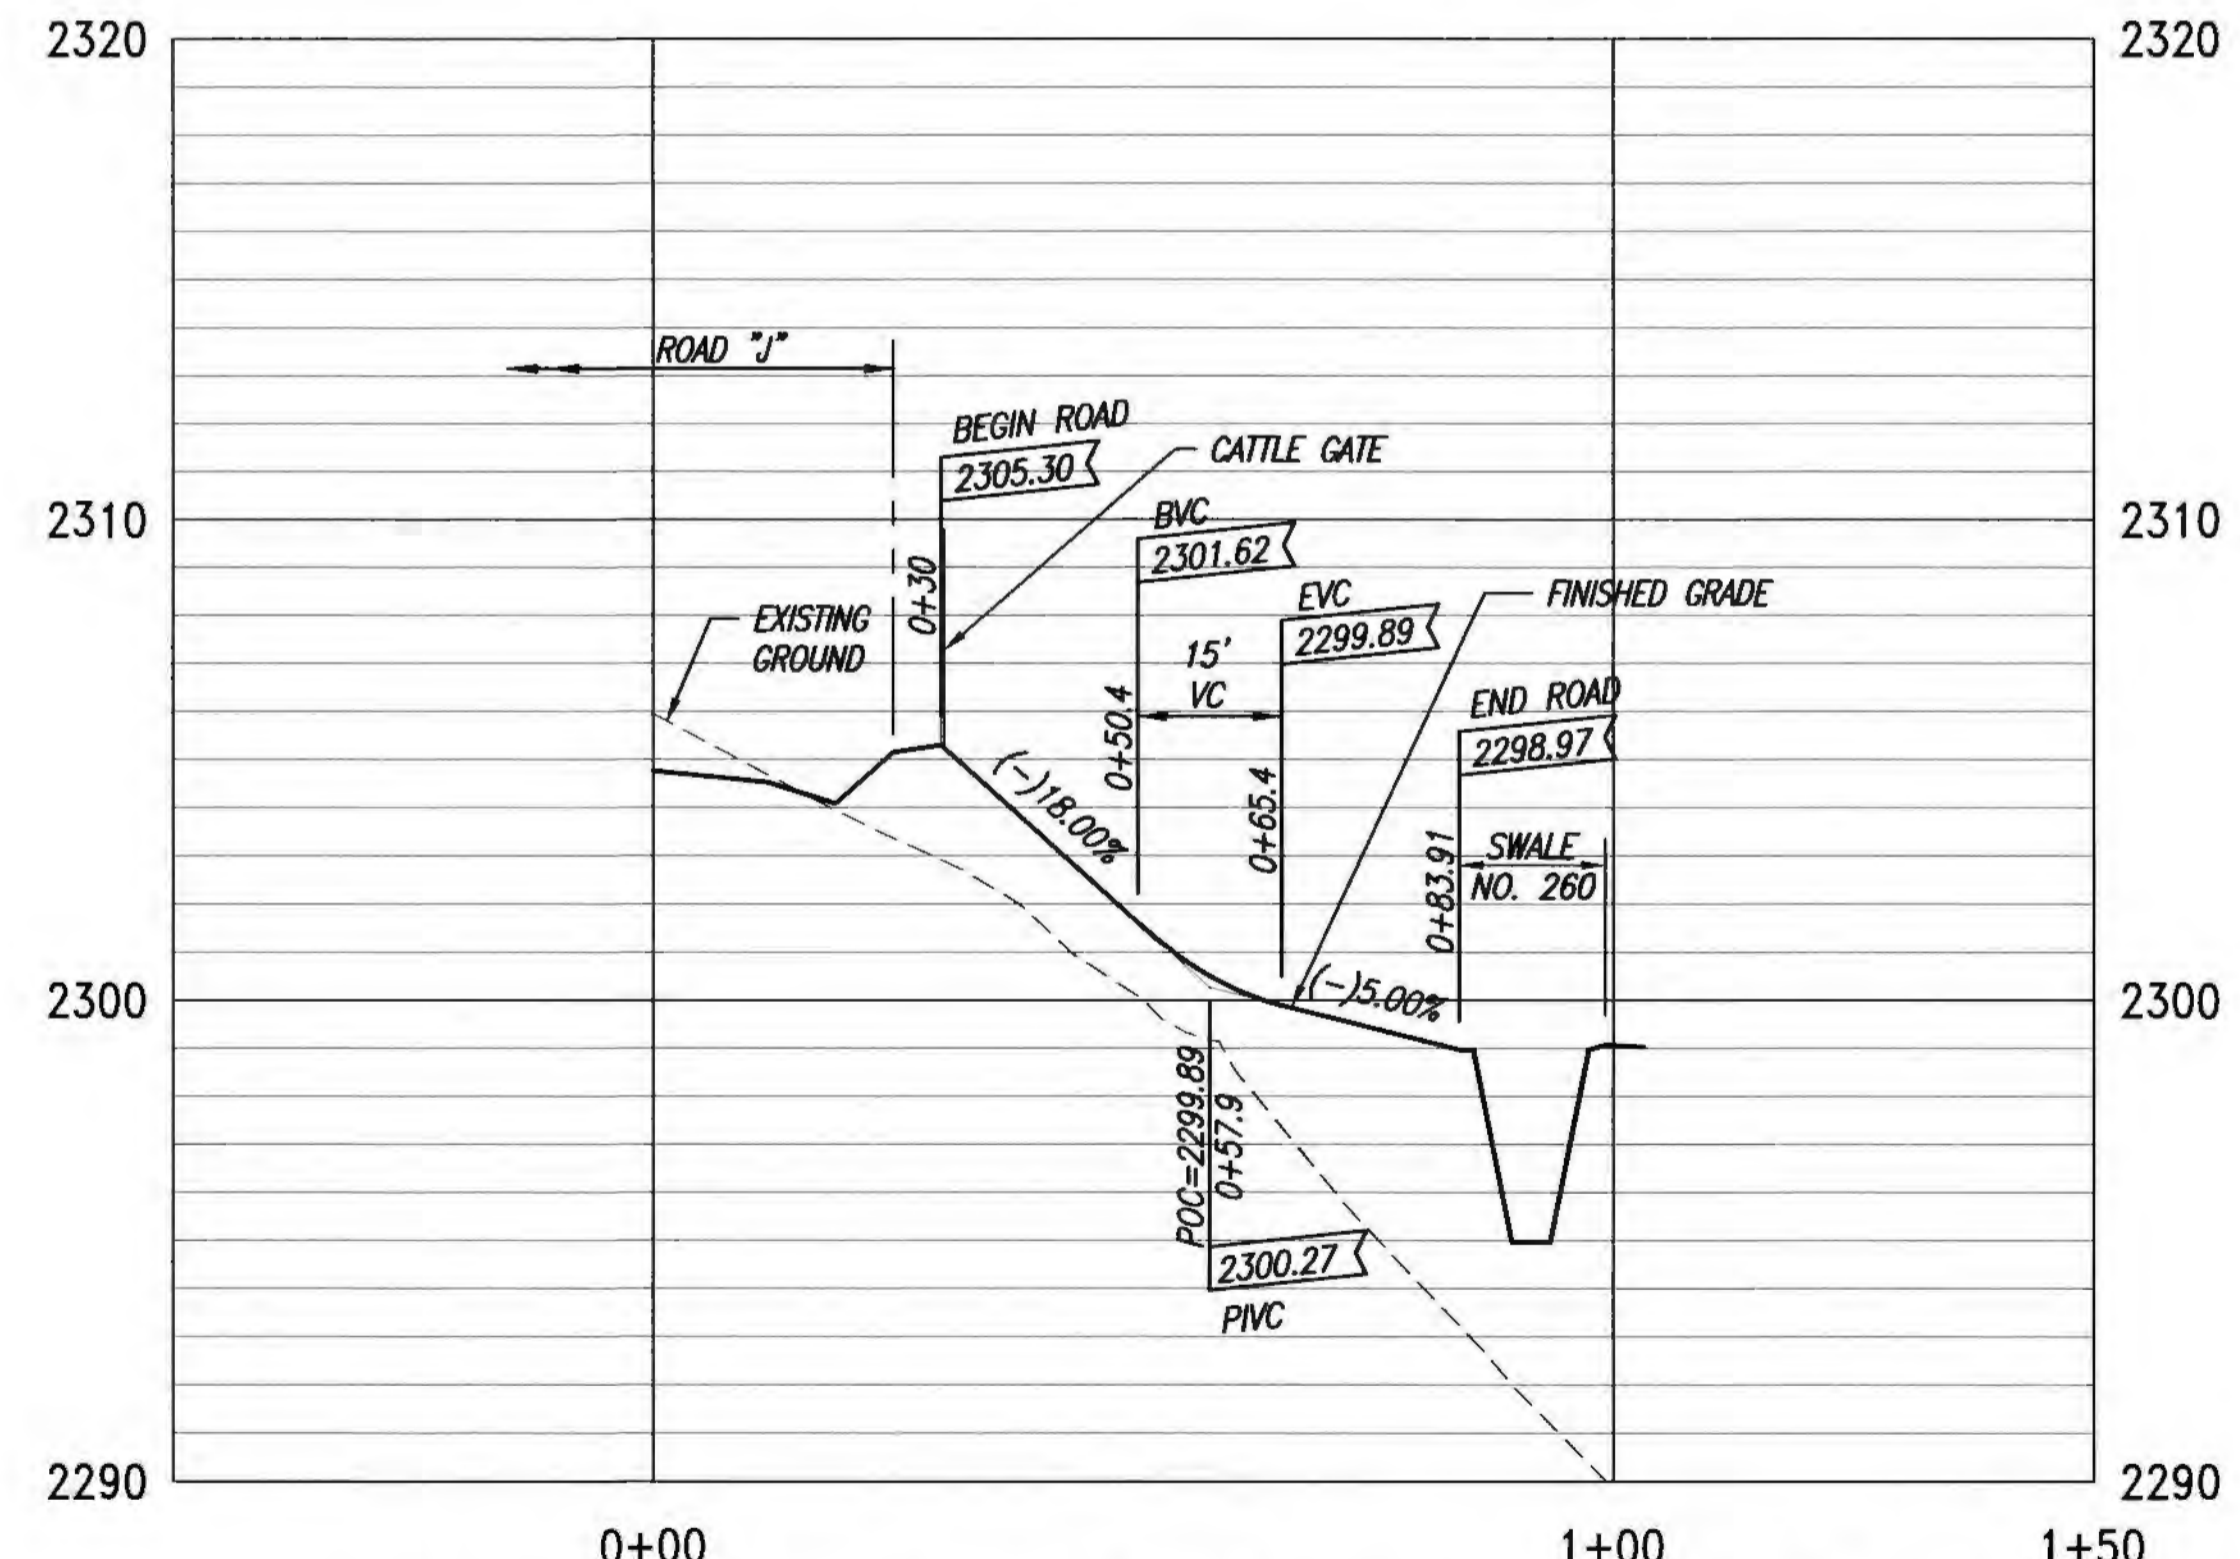 2320
2320
ROAD "J"
BEGIN ROAD
2305.30
CATTLE GATE
2310
2310
BVC
2301.62
0+30
EXISTING
GROUND
EVC
2299.89
FINISHED GRADE
15'
VC
0+50.4
END ROAD
2298.97
(-)18.00%
0+65.4
0+83.91
SWALE
NO. 260
2300
2300
(-)5.00%
POC=2299.89
0+57.9
2300.27
PIVC
2290
2290
0+00
1+00
1+50